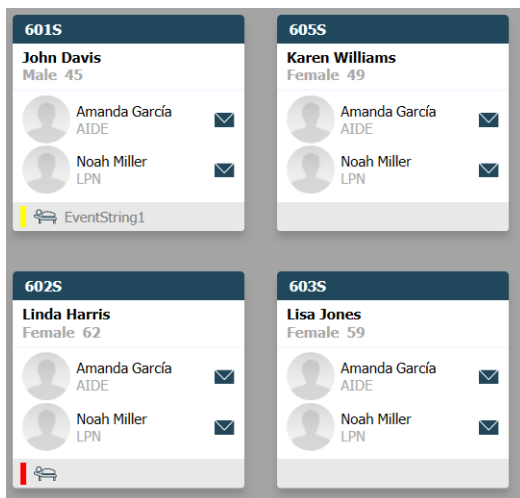 601S
John Davis
Male 45
Amanda García
AIDE
Noah Miller
LPN
EventString1
605S
Karen Williams
Female 49
Amanda García
AIDE
Noah Miller
LPN
602S
Linda Harris
Female 62
Amanda García
AIDE
Noah Miller
LPN
603S
Lisa Jones
Female 59
Amanda García
AIDE
Noah Miller
LPN